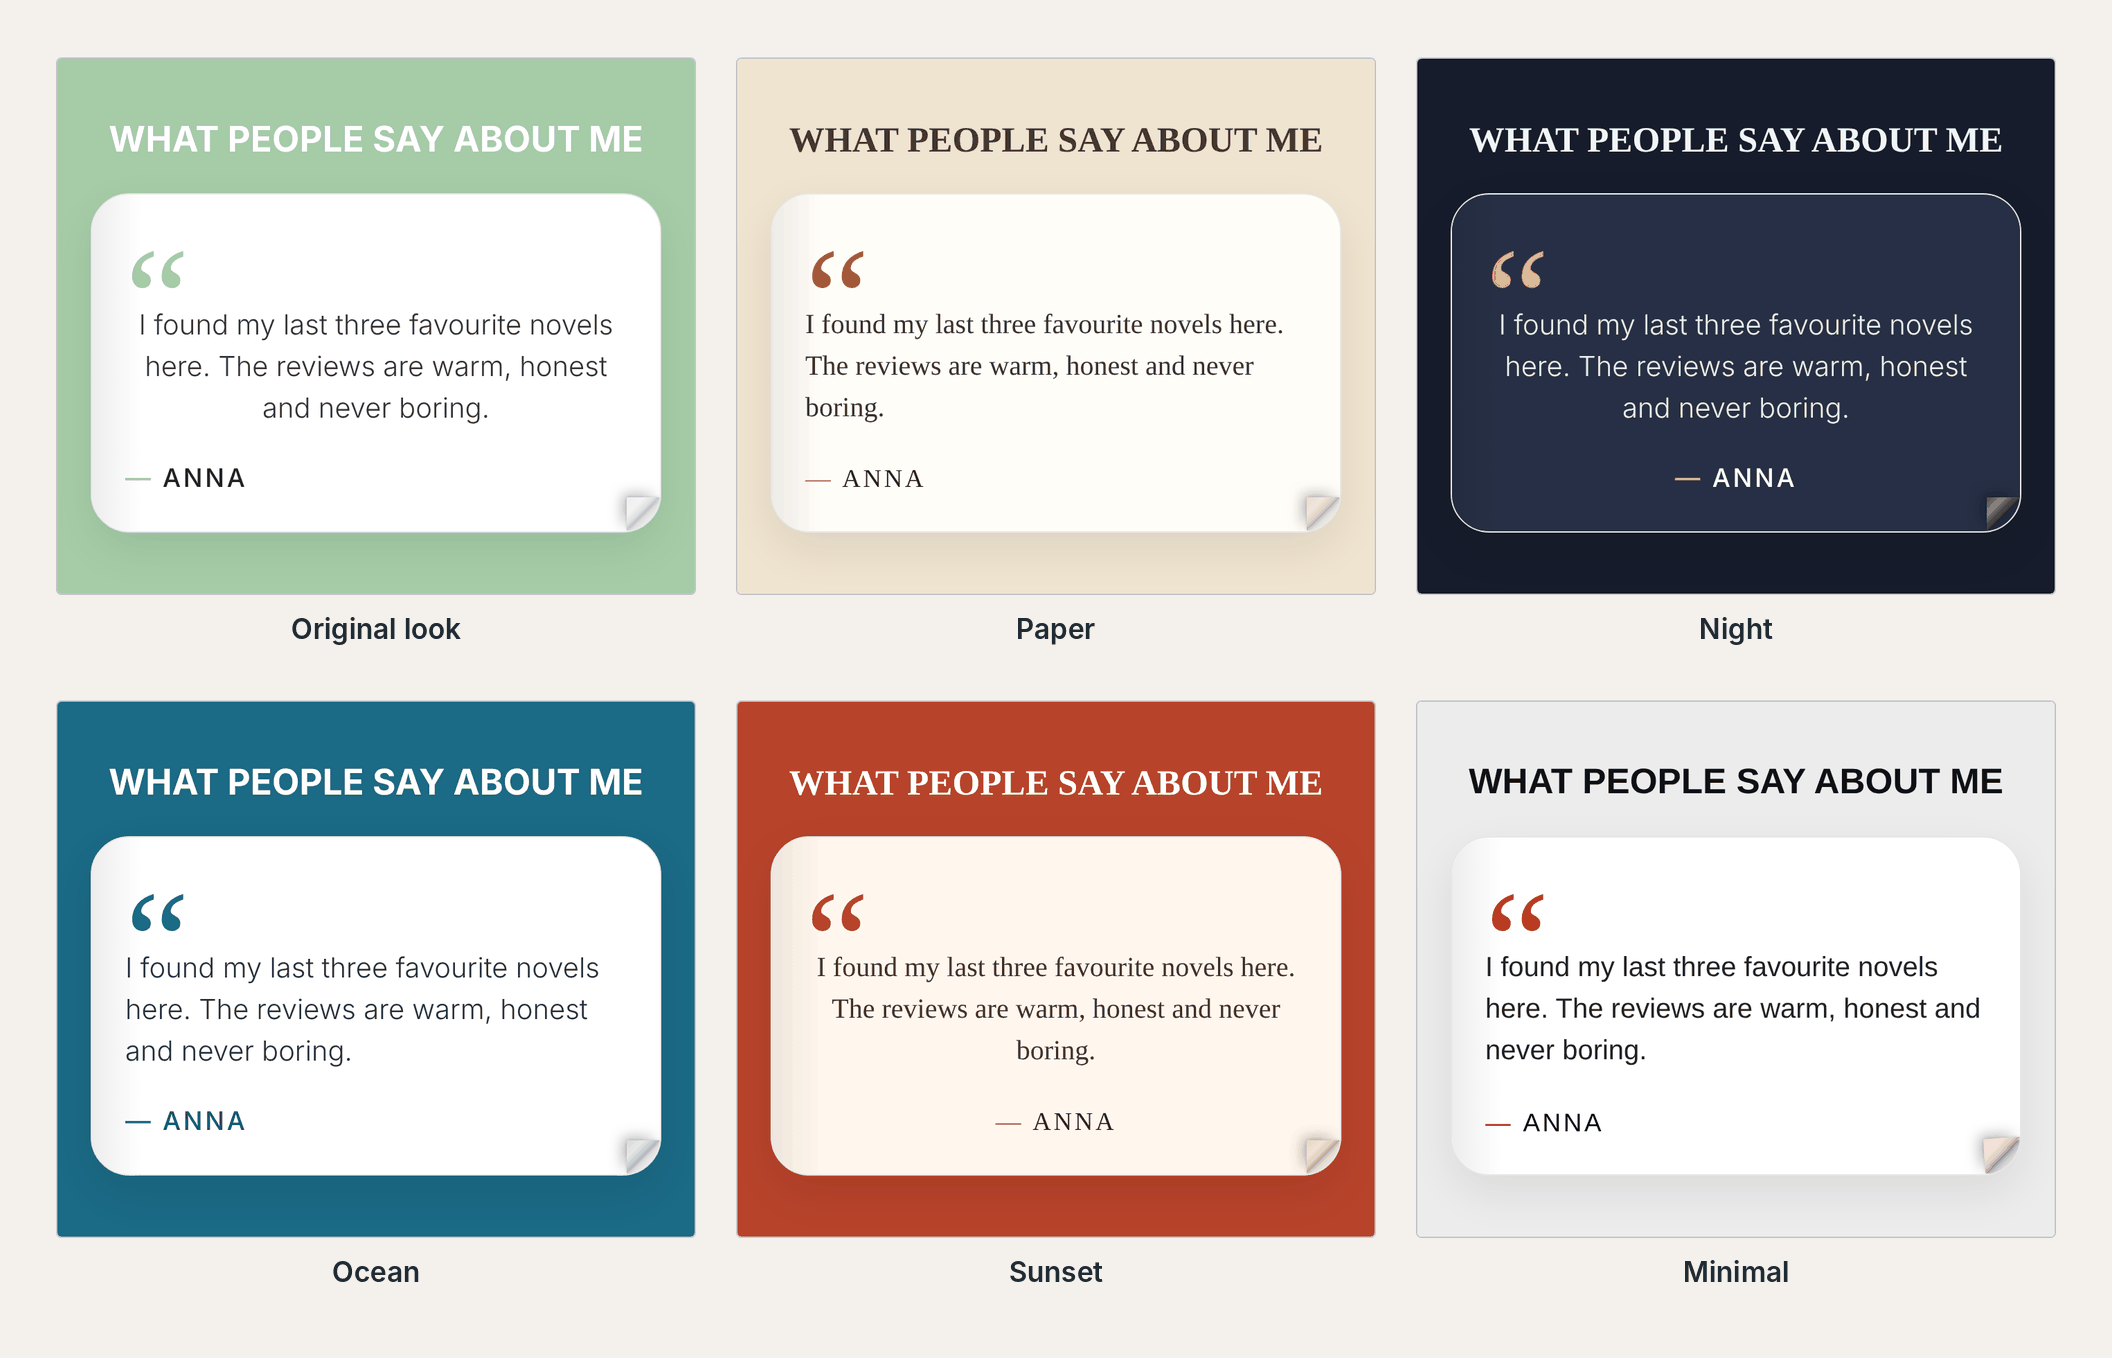 WHAT PEOPLE SAY ABOUT ME
“
I found my last three favourite novels
here. The reviews are warm, honest
and never boring.
— ANNA
Original look
WHAT PEOPLE SAY ABOUT ME
“
I found my last three favourite novels here.
The reviews are warm, honest and never
boring.
— ANNA
Paper
WHAT PEOPLE SAY ABOUT ME
“
I found my last three favourite novels
here. The reviews are warm, honest
and never boring.
— ANNA
Night
WHAT PEOPLE SAY ABOUT ME
“
I found my last three favourite novels
here. The reviews are warm, honest
and never boring.
— ANNA
Ocean
WHAT PEOPLE SAY ABOUT ME
“
I found my last three favourite novels here.
The reviews are warm, honest and never
boring.
— ANNA
Sunset
WHAT PEOPLE SAY ABOUT ME
“
I found my last three favourite novels
here. The reviews are warm, honest and
never boring.
— ANNA
Minimal